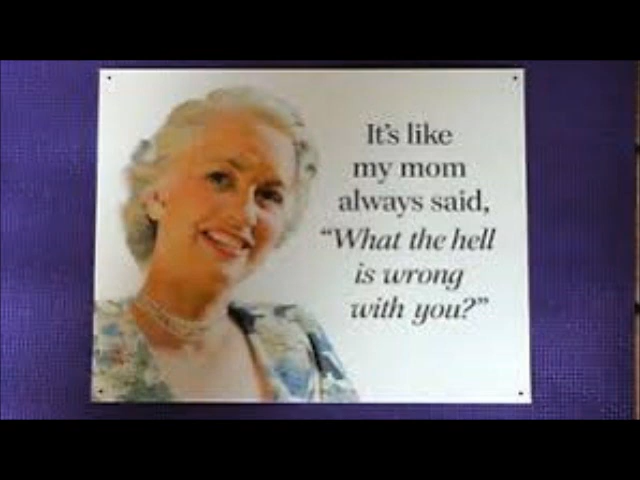 It's like
my mom
always said,
“What the hell
is wrong
with you?”